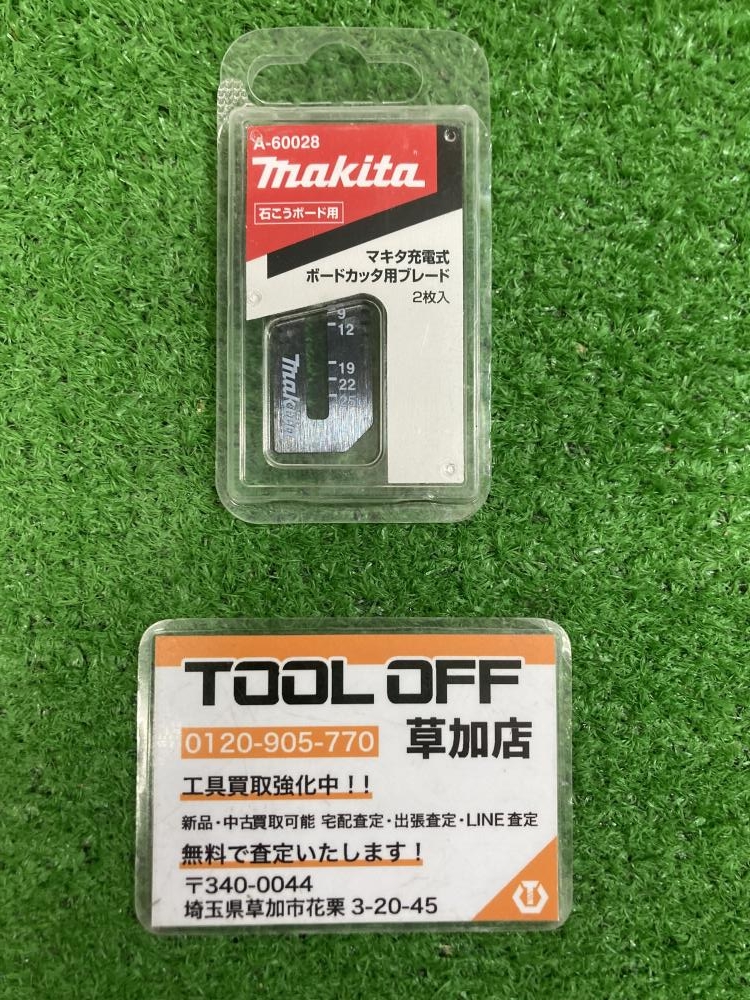 A-60028
makita
石こうボード用
マキタ充電式
ボードカッタ用ブレード
2枚入
9
12
19
22
25
makita
TOOL OFF
0120-905-770 草加店
工具買取強化中！！
新品・中古買取可能 宅配査定・出張査定・LINE査定
無料で査定いたします！
〒340-0044
埼玉県草加市花栗 3-20-45